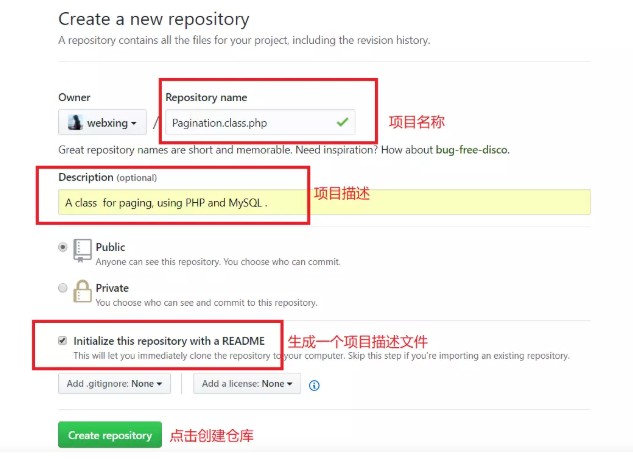 Create a new repository
A repository contains all the files for your project, including the revision history.
Owner
Repository name
webxing / Pagination.class.php
项目名称
Great repository names are short and memorable. Need inspiration? How about bug-free-disco.
Description (optional)
项目描述
A class for paging, using PHP and MySQL .
Public
Anyone can see this repository. You choose who can commit.
Private
You choose who can see and commit to this repository.
Initialize this repository with a README
生成一个项目描述文件
This will let you immediately clone the repository to your computer. Skip this step if you're importing an existing repository.
Add .gitignore: None
Add a license: None
Create repository
点击创建仓库